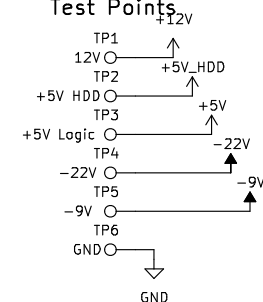 Test Points
+12V
TP1
12V
TP2
+5V_HDD
+5V HDD
TP3
+5V
+5V Logic
TP4
-22V
-22V
TP5
-9V
-9V
TP6
GND
GND